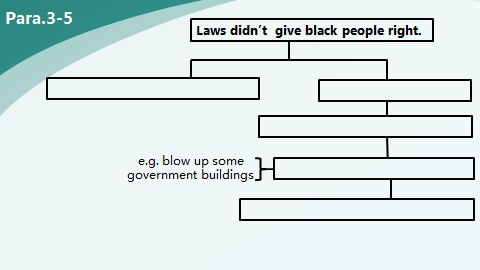 Para.3-5
Laws didn’t give black people right.
e.g. blow up some
government buildings